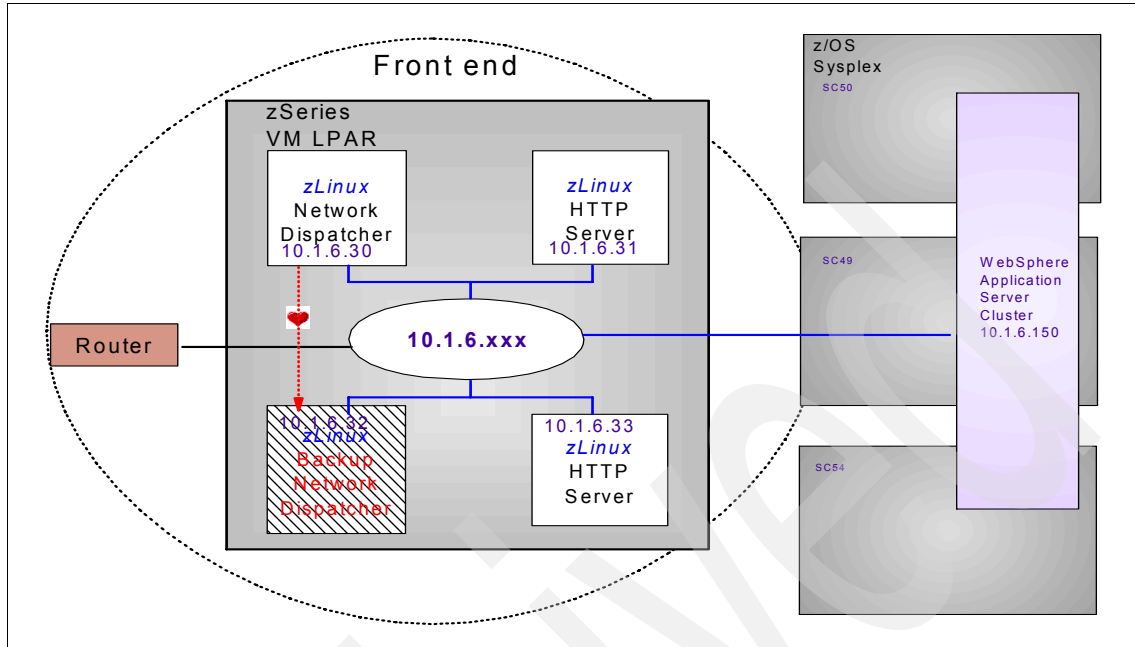 Front end
zSeries
VM LPAR
zLinux
Network
Dispatcher
10.1.6.30
zLinux
HTTP
Server
10.1.6.31
Router
10.1.6.xxx
10.1.6.32
zLinux
Backup
Network
Dispatcher
10.1.6.33
zLinux
HTTP
Server
z/OS
Sysplex
SC50
SC49
WebSphere
Application
Server
Cluster
10.1.6.150
SC54